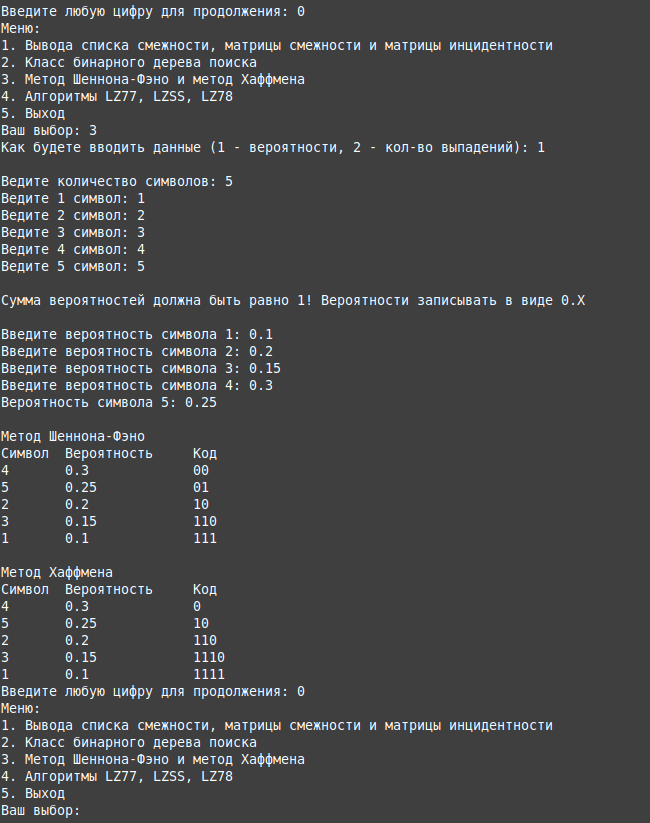 Введите любую цифру для продолжения: 0
Меню:
1. Вывода списка смежности, матрицы смежности и матрицы инцидентности
2. Класс бинарного дерева поиска
3. Метод Шеннона-Фэно и метод Хаффмена
4. Алгоритмы LZ77, LZSS, LZ78
5. Выход
Ваш выбор: 3
Как будете вводить данные (1 - вероятности, 2 - кол-во выпадений): 1
Ведите количество символов: 5
Ведите 1 символ: 1
Ведите 2 символ: 2
Ведите 3 символ: 3
Ведите 4 символ: 4
Ведите 5 символ: 5
Сумма вероятностей должна быть равно 1! Вероятности записывать в виде 0.X
Введите вероятность символа 1: 0.1
Введите вероятность символа 2: 0.2
Введите вероятность символа 3: 0.15
Введите вероятность символа 4: 0.3
Вероятность символа 5: 0.25
Метод Шеннона-Фэно
Символ Вероятность Код
4 0.3 00
5 0.25 01
2 0.2 10
3 0.15 110
1 0.1 111
Метод Хаффмена
Символ Вероятность Код
4 0.3 0
5 0.25 10
2 0.2 110
3 0.15 1110
1 0.1 1111
Введите любую цифру для продолжения: 0
Меню:
1. Вывода списка смежности, матрицы смежности и матрицы инцидентности
2. Класс бинарного дерева поиска
3. Метод Шеннона-Фэно и метод Хаффмена
4. Алгоритмы LZ77, LZSS, LZ78
5. Выход
Ваш выбор: